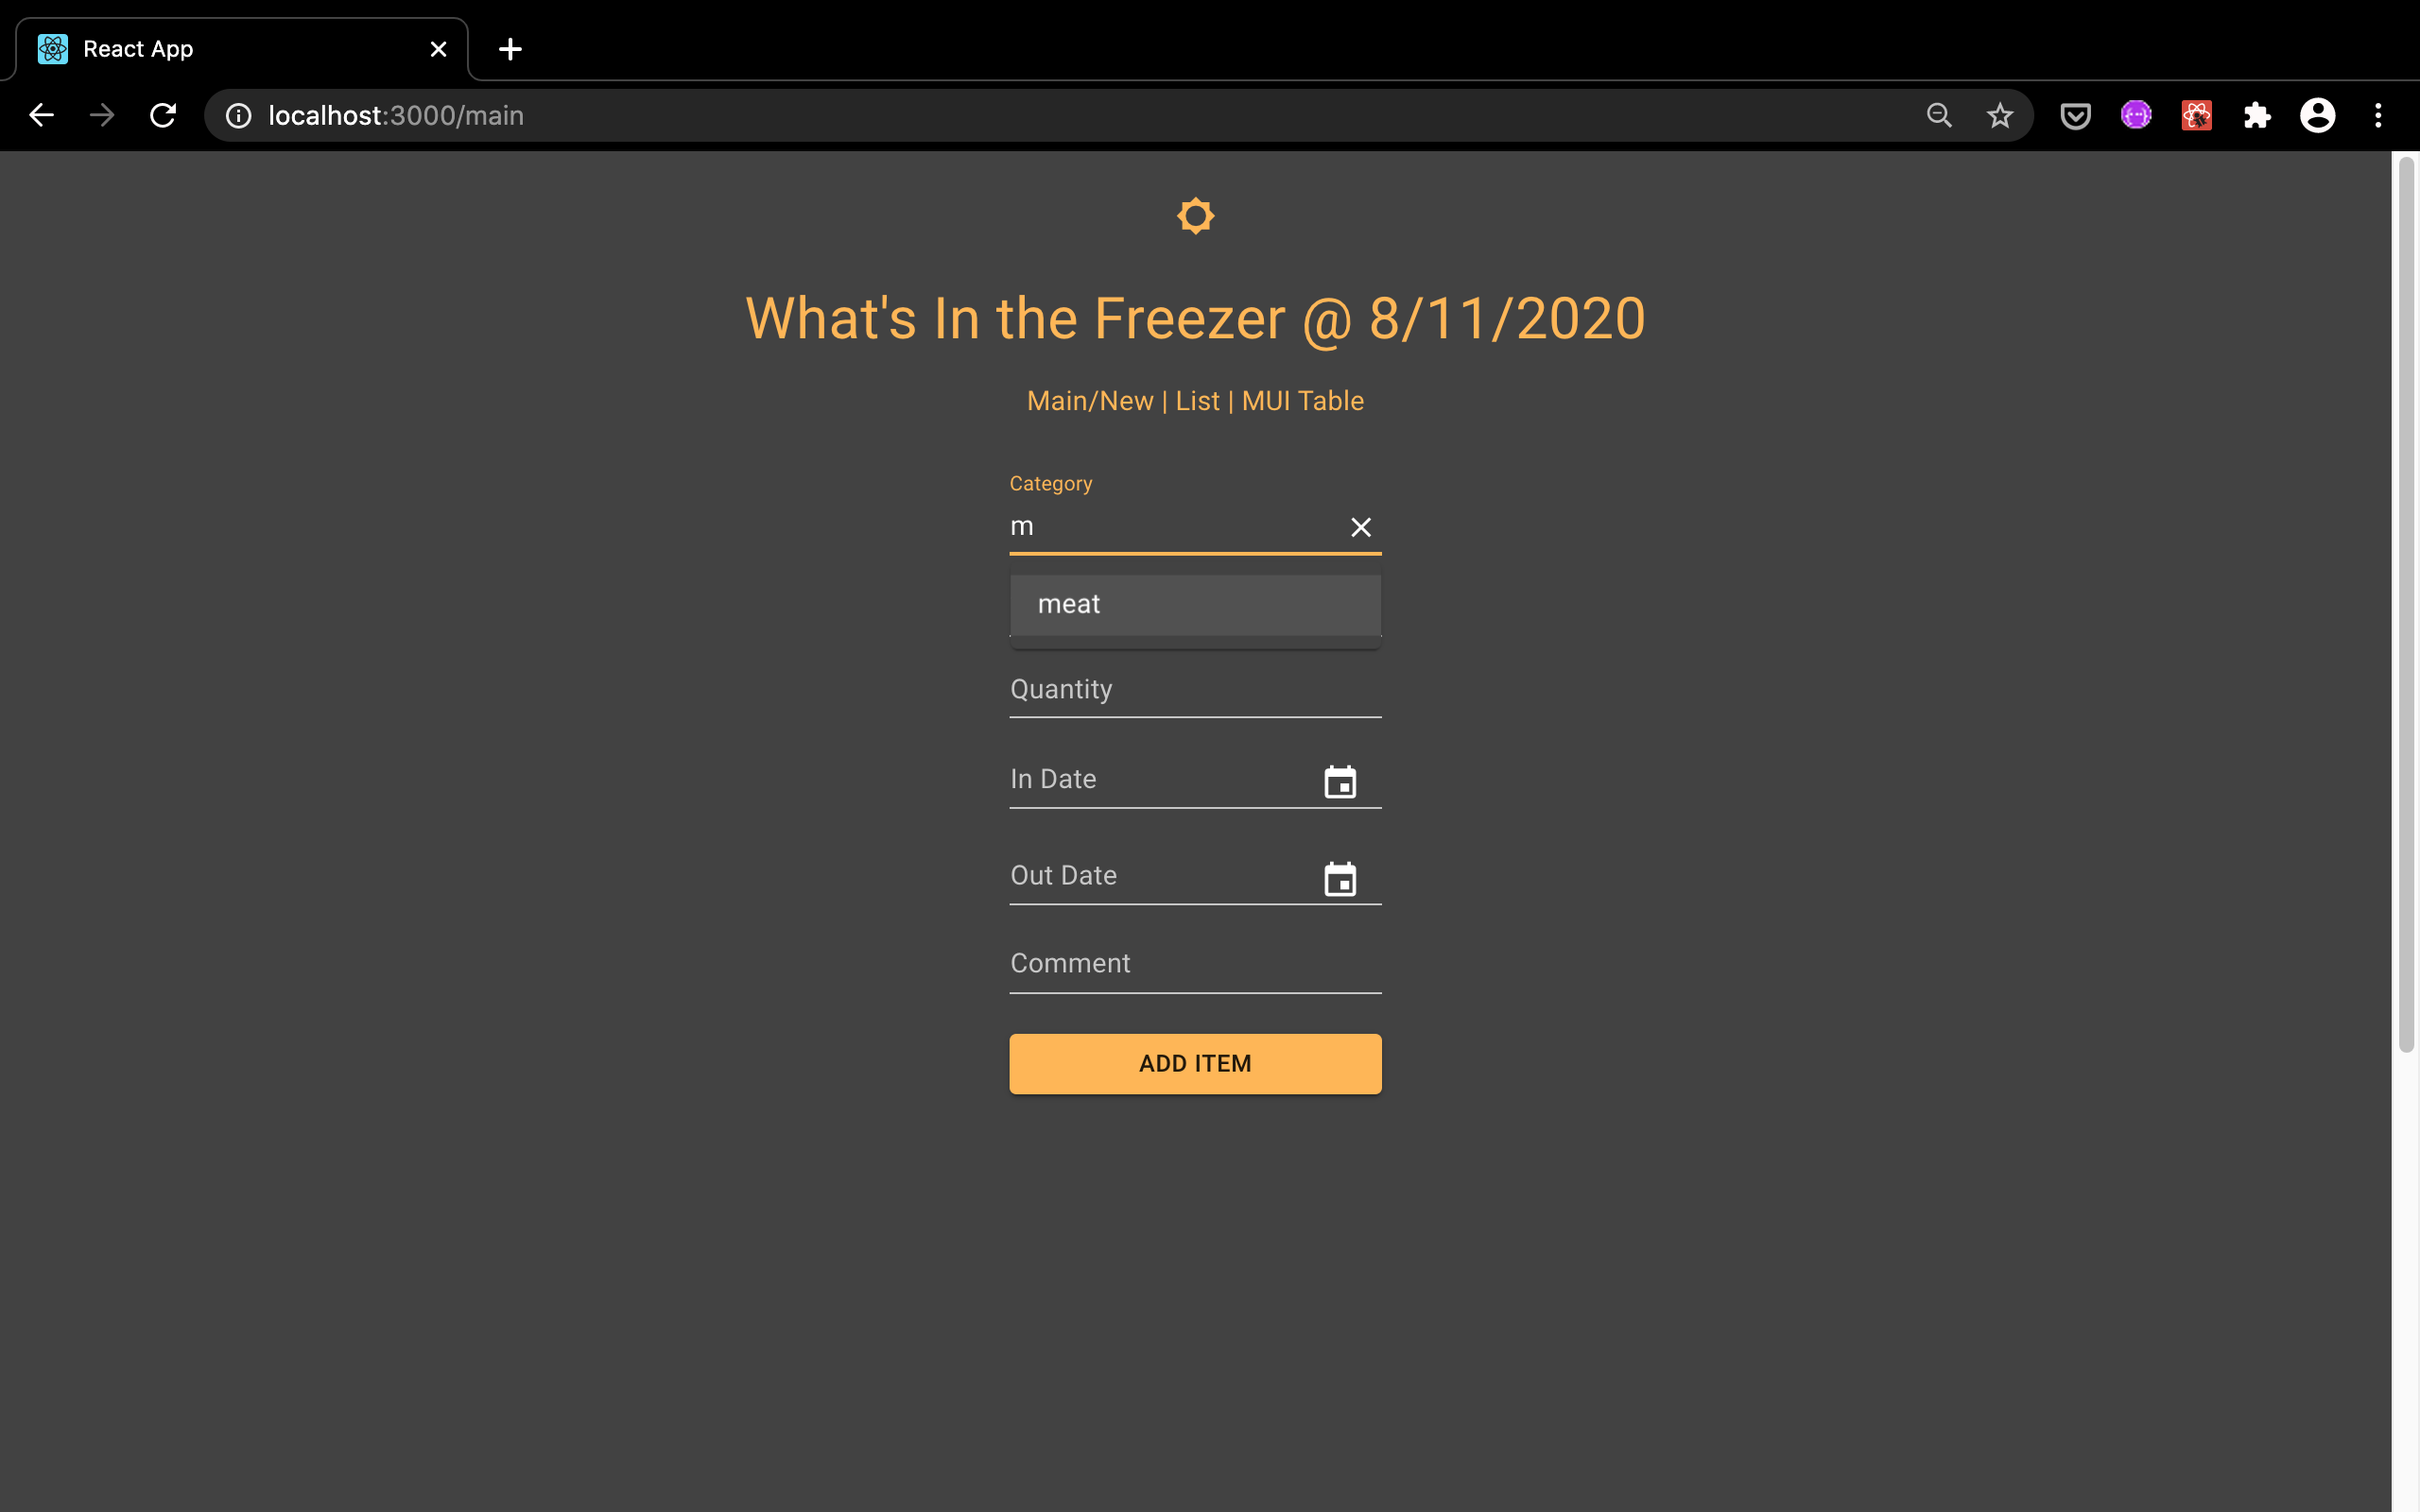 React App
localhost:3000/main
What's In the Freezer @ 8/11/2020
Main/New | List | MUI Table
Category
m
meat
Quantity
In Date
Out Date
Comment
ADD ITEM